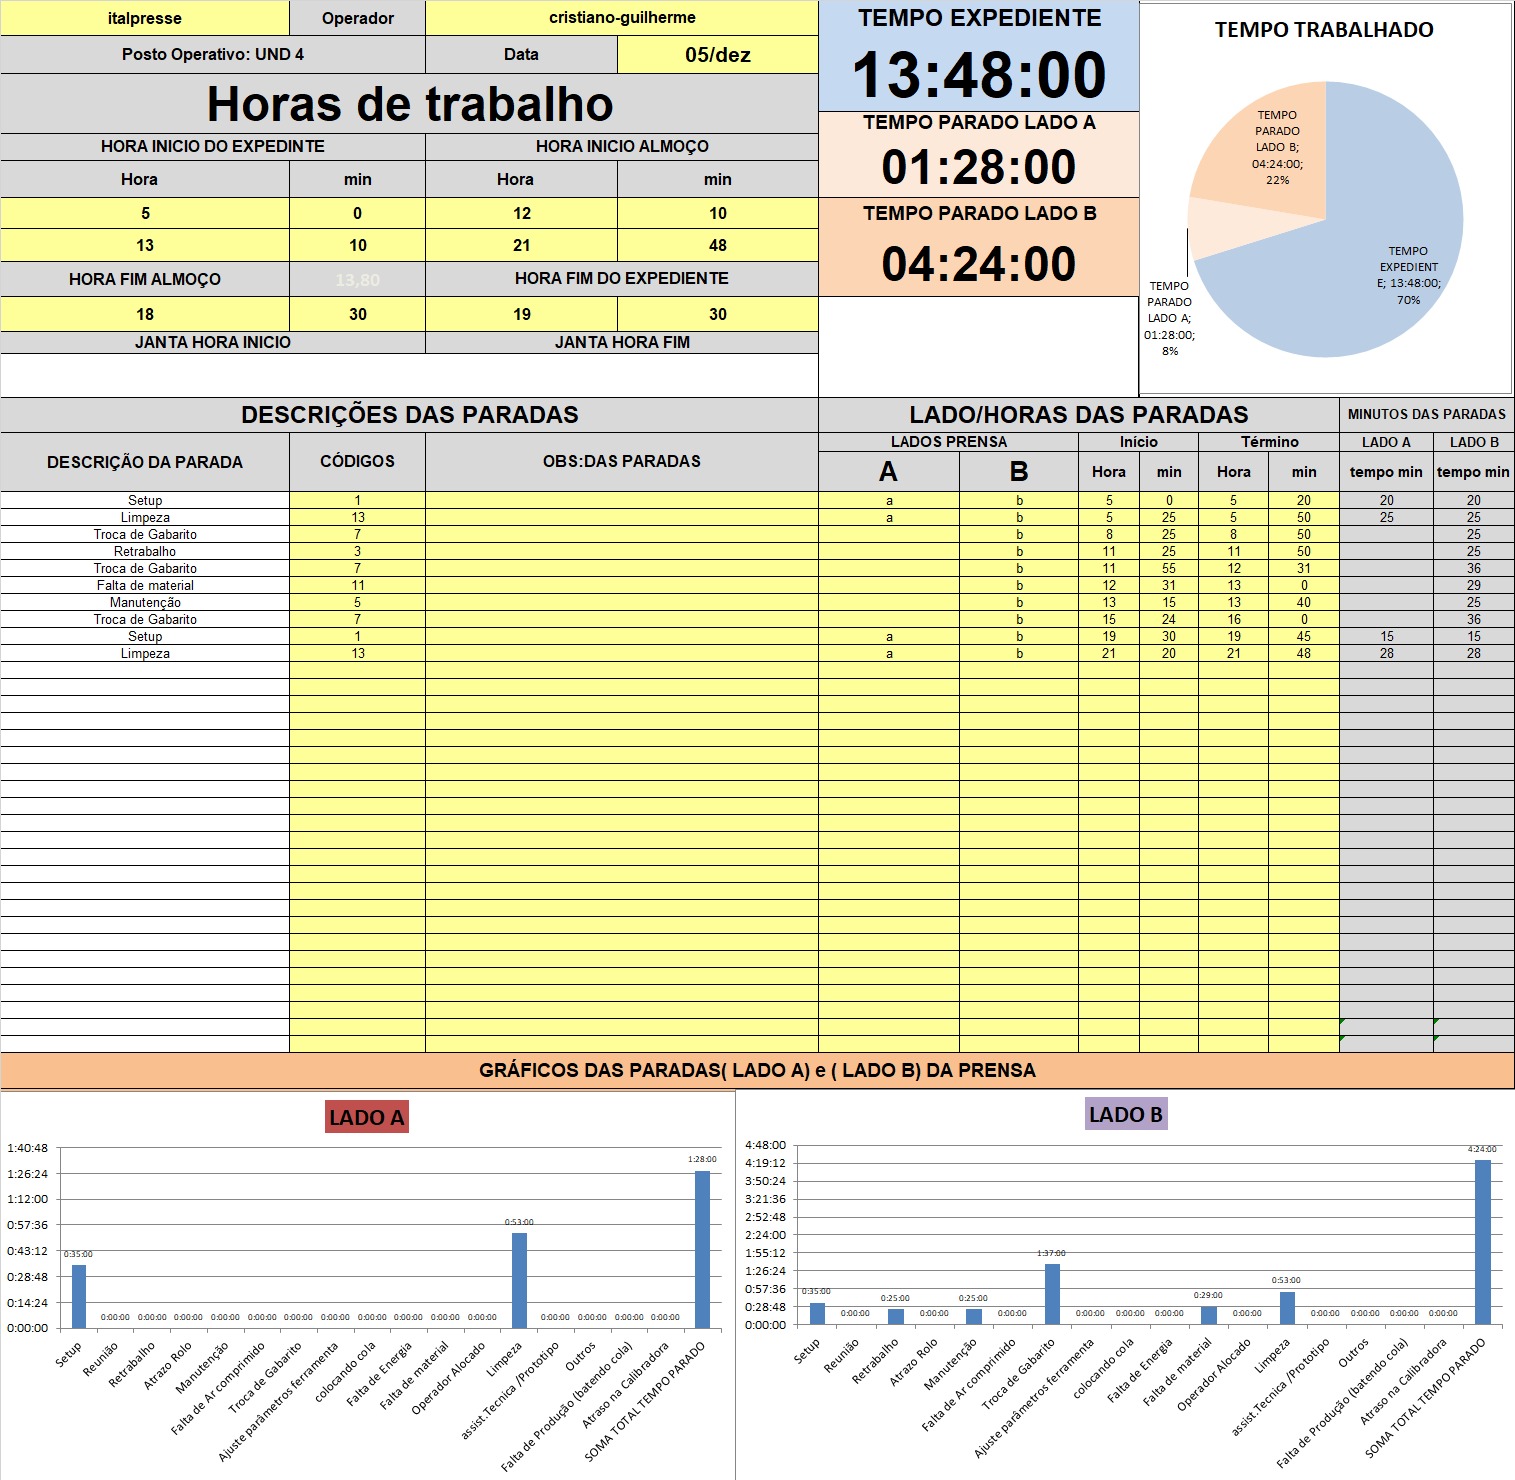 italpresse Operador cristiano-guilherme
Posto Operativo: UND 4 Data 05/dez
Horas de trabalho
HORA INICIO DO EXPEDINTE HORA INICIO ALMOÇO
Hora min Hora min
5 0 12 10
13 10 21 48
HORA FIM ALMOÇO 13,80 HORA FIM DO EXPEDIENTE
18 30 19 30
JANTA HORA INICIO JANTA HORA FIM
TEMPO EXPEDIENTE
13:48:00
TEMPO PARADO LADO A
01:28:00
TEMPO PARADO LADO B
04:24:00
TEMPO TRABALHADO
TEMPO
PARADO
LADO B;
04:24:00;
22%
TEMPO
EXPEDIENT
E; 13:48:00;
70%
TEMPO
PARADO
LADO A;
01:28:00;
8%
DESCRIÇÕES DAS PARADAS LADO/HORAS DAS PARADAS MINUTOS DAS PARADAS
LADOS PRENSA Início Término LADO A LADO B
DESCRIÇÃO DA PARADA CÓDIGOS OBS:DAS PARADAS A B Hora min Hora min tempo min tempo min
Setup 1 a b 5 0 5 20 20 20
Limpeza 13 a b 5 25 5 50 25 25
Troca de Gabarito 7 b 8 25 8 50 25
Retrabalho 3 b 11 25 11 50 25
Troca de Gabarito 7 b 11 55 12 31 36
Falta de material 11 b 12 31 13 0 29
Manutenção 5 b 13 15 13 40 25
Troca de Gabarito 7 b 15 24 16 0 36
Setup 1 a b 19 30 19 45 15 15
Limpeza 13 a b 21 20 21 48 28 28
GRÁFICOS DAS PARADAS( LADO A) e ( LADO B) DA PRENSA
LADO A
1:40:48
1:26:24
1:12:00
0:57:36
0:43:12
0:28:48
0:14:24
0:00:00
0:35:00 0:00:00 0:00:00 0:00:00 0:00:00 0:00:00 0:00:00 0:00:00 0:00:00 0:00:00 0:00:00 0:00:00 0:53:00 0:00:00 0:00:00 0:00:00 0:00:00 1:28:00
Setup
Reunião
Retrabalho
Atrazo Rolo
Manutenção
Falta de Ar comprimido
Troca de Gabarito
Ajuste parâmetros ferramenta
colocando cola
Falta de Energia
Falta de material
Operador Alocado
Limpeza
assist.Tecnica /Prototipo
Outros
Falta de Produção (batendo cola)
Atraso na Calibradora
SOMA TOTAL TEMPO PARADO
LADO B
4:48:00
4:19:12
3:50:24
3:21:36
2:52:48
2:24:00
1:55:12
1:26:24
0:57:36
0:28:48
0:00:00
0:35:00 0:00:00 0:25:00 0:00:00 0:25:00 0:00:00 1:37:00 0:00:00 0:00:00 0:00:00 0:29:00 0:00:00 0:53:00 0:00:00 0:00:00 0:00:00 0:00:00 4:24:00
Setup
Reunião
Retrabalho
Atrazo Rolo
Manutenção
Falta de Ar comprimido
Troca de Gabarito
Ajuste parâmetros ferramenta
colocando cola
Falta de Energia
Falta de material
Operador Alocado
Limpeza
assist.Tecnica /Prototipo
Outros
Falta de Produção (batendo cola)
Atraso na Calibradora
SOMA TOTAL TEMPO PARADO